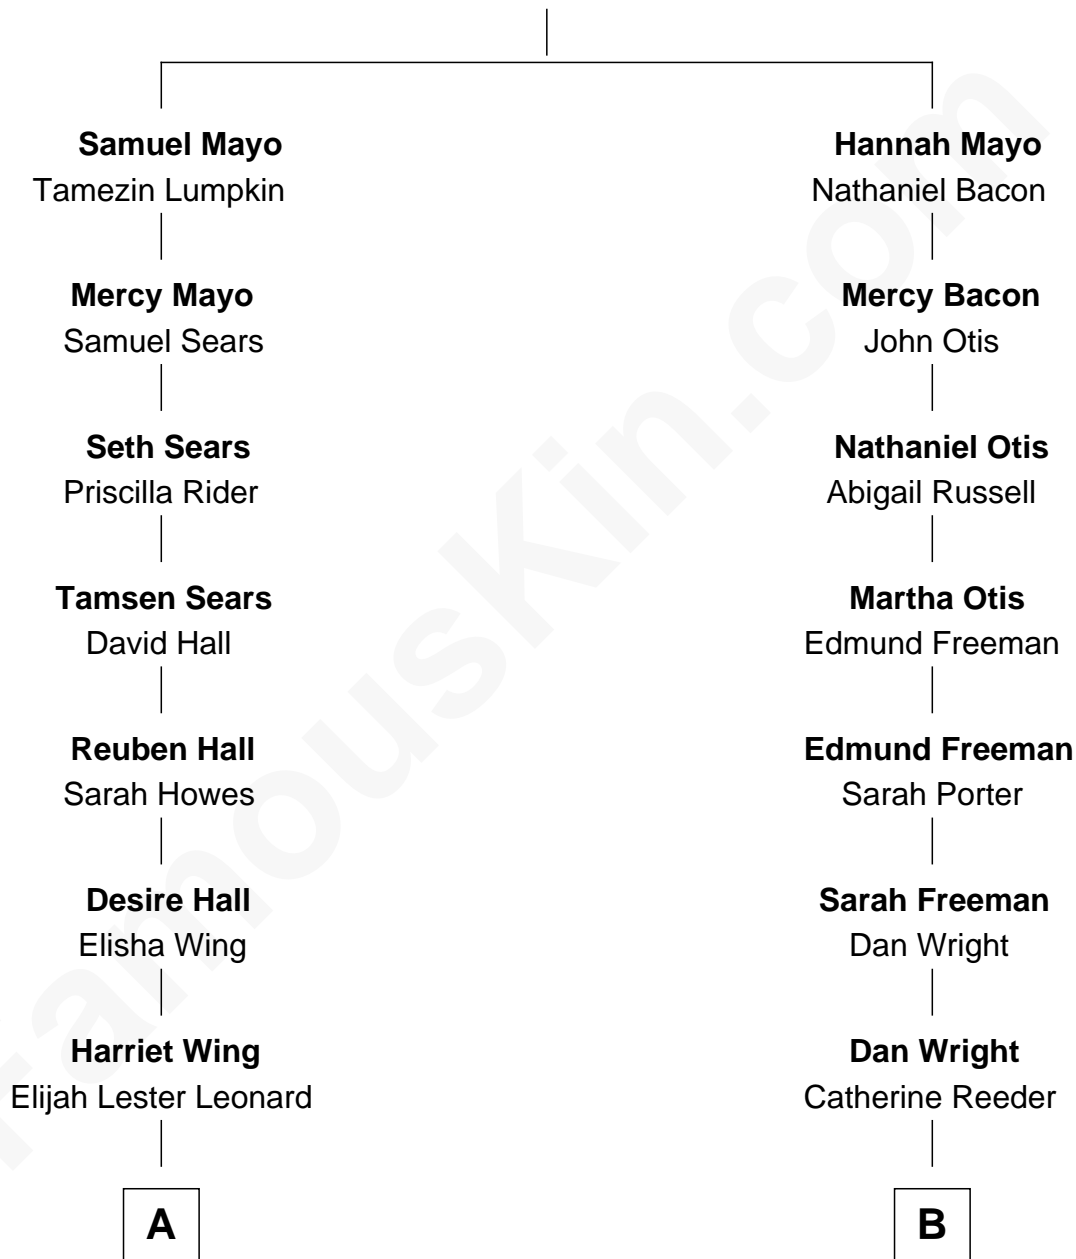 Samuel Mayo
Tamezin Lumpkin
Mercy Mayo
Samuel Sears
Seth Sears
Priscilla Rider
Tamsen Sears
David Hall
Reuben Hall
Sarah Howes
Desire Hall
Elisha Wing
Harriet Wing
Elijah Lester Leonard
A
Hannah Mayo
Nathaniel Bacon
Mercy Bacon
John Otis
Nathaniel Otis
Abigail Russell
Martha Otis
Edmund Freeman
Edmund Freeman
Sarah Porter
Sarah Freeman
Dan Wright
Dan Wright
Catherine Reeder
B
FamousKin.com